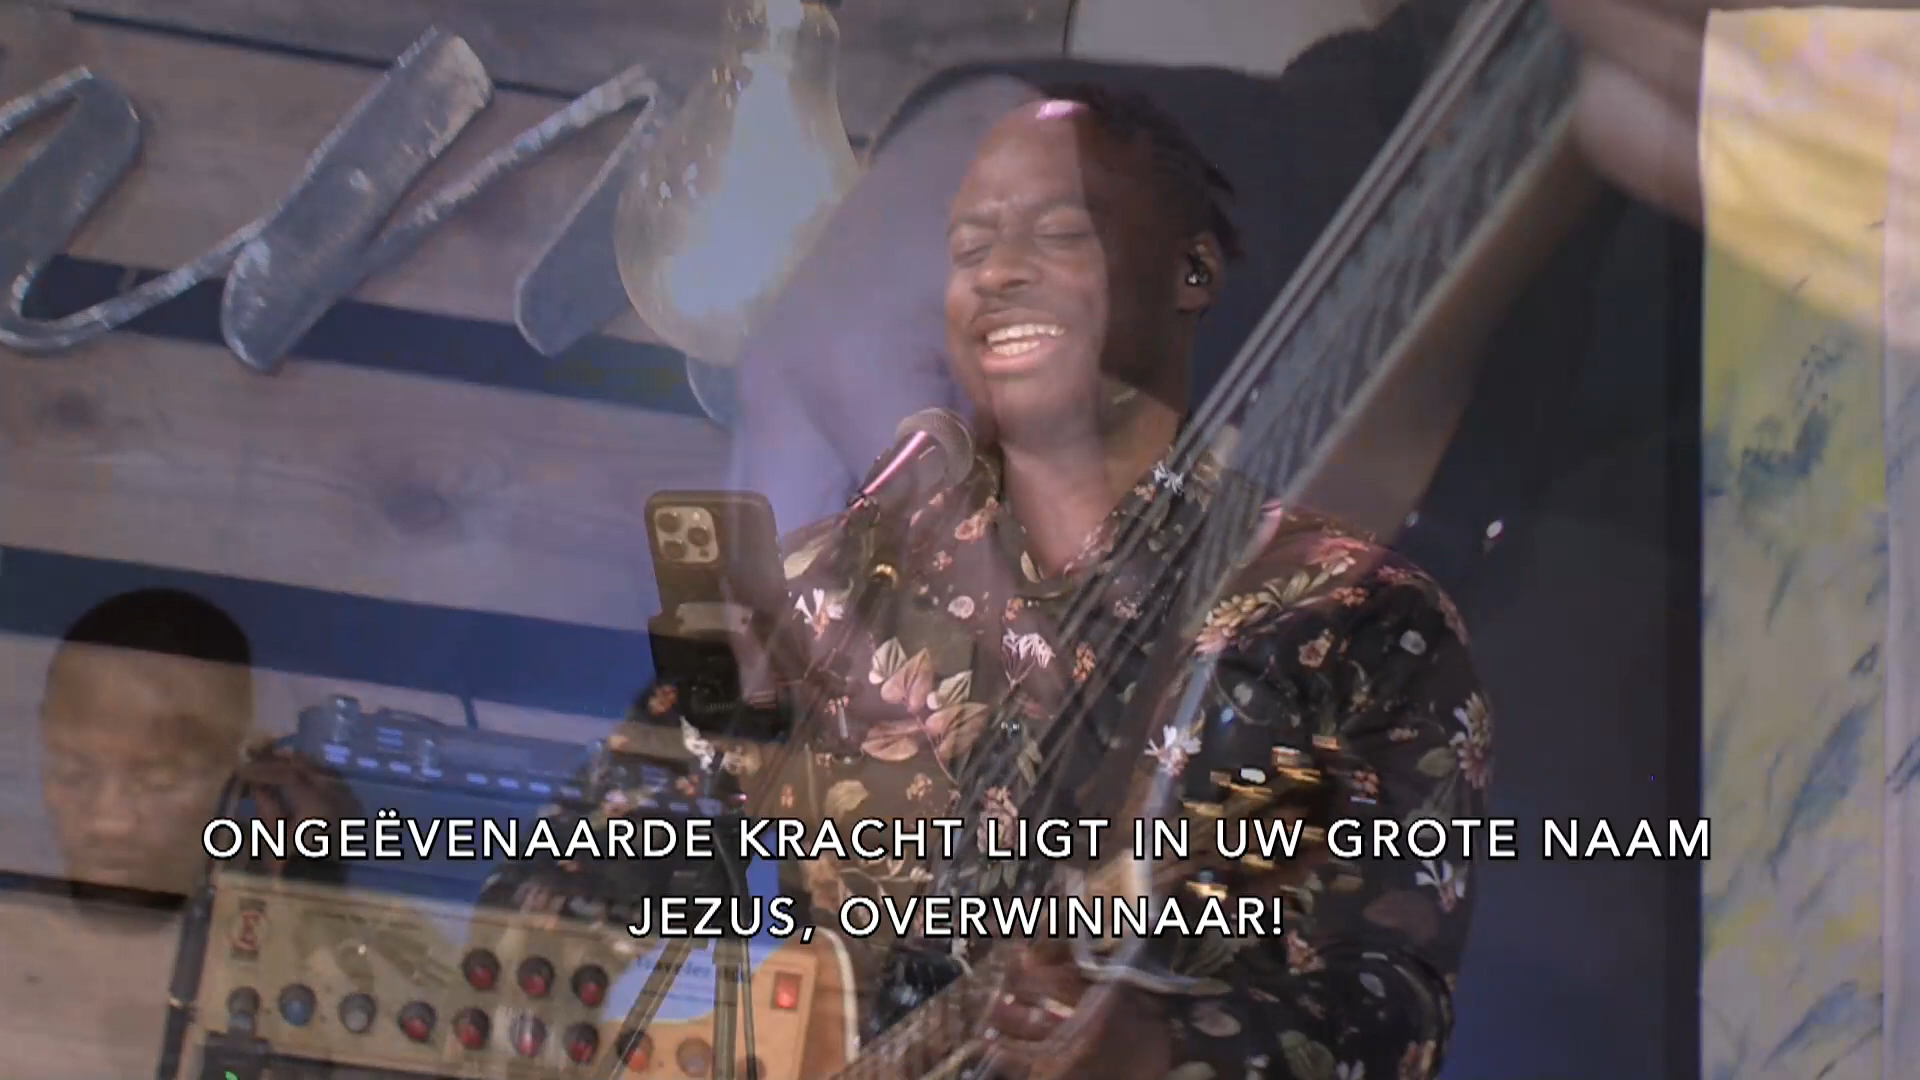 ONGEËVENAARDE KRACHT LIGT IN UW GROTE NAAM
JEZUS, OVERWINNAAR!